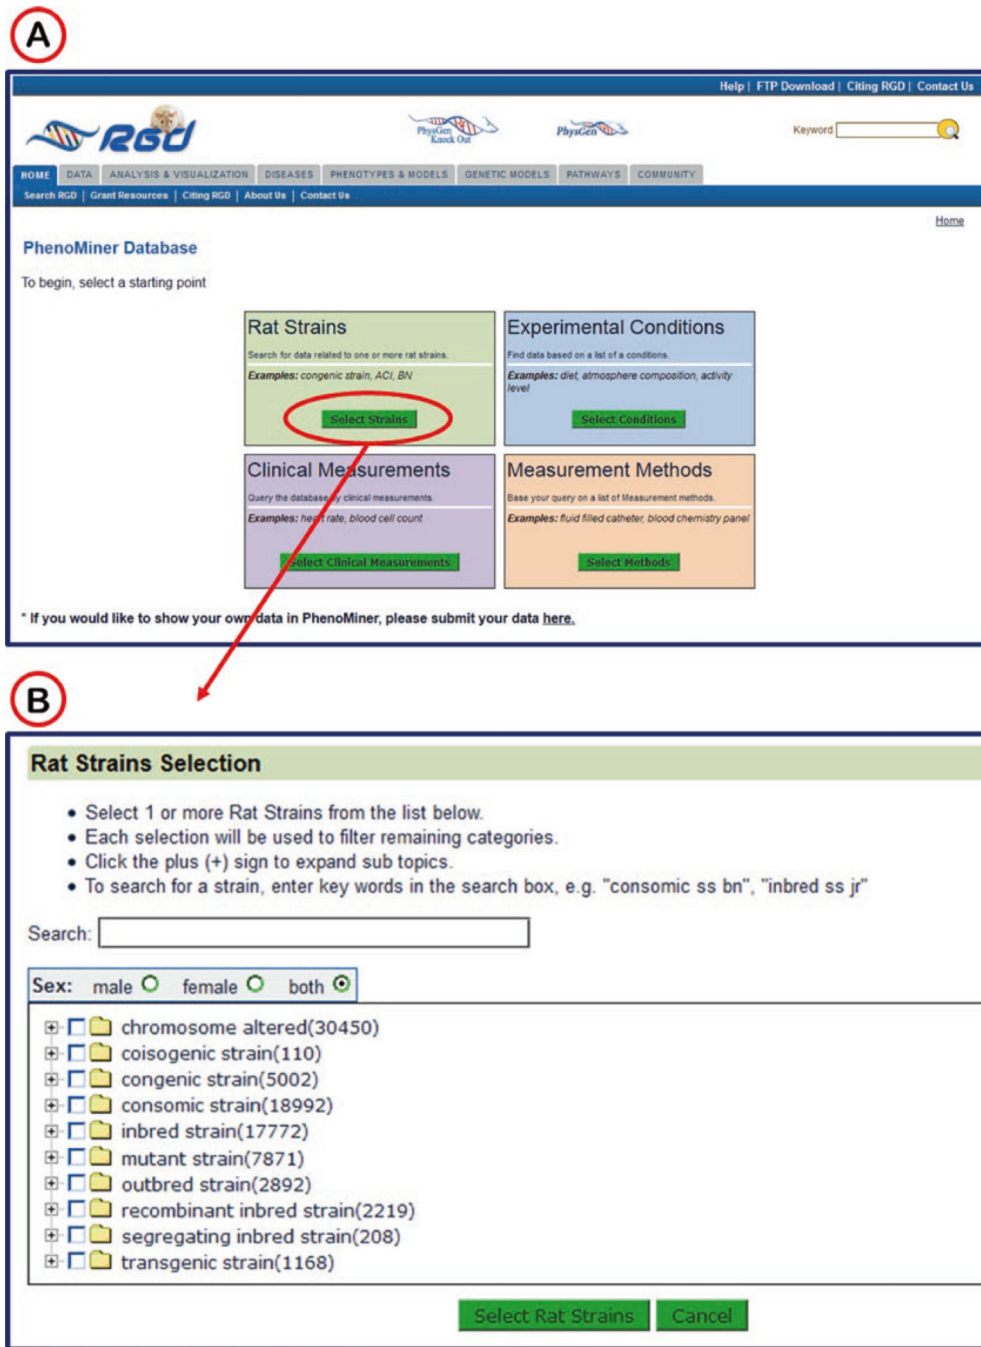 A
Help | FTP Download | Citing RGD | Contact Us
RGD
PhysGen
Knock Out
PhysGen
Keyword
HOME DATA ANALYSIS & VISUALIZATION DISEASES PHENOTYPES & MODELS GENETIC MODELS PATHWAYS COMMUNITY
Search RGD | Grant Resources | Citing RGD | About Us | Contact Us
Home
PhenoMiner Database
To begin, select a starting point
Rat Strains
Search for data related to one or more rat strains.
Examples: congenic strain, ACI, BN
Select Strains
Experimental Conditions
Find data based on a list of a conditions.
Examples: diet, atmosphere composition, activity
level
Select Conditions
Clinical Measurements
Query the database by clinical measurements.
Examples: heart rate, blood cell count
Select Clinical Measurements
Measurement Methods
Base your query on a list of Measurement methods.
Examples: fluid filled catheter, blood chemistry panel
Select Methods
* If you would like to show your own data in PhenoMiner, please submit your data here.
B
Rat Strains Selection
• Select 1 or more Rat Strains from the list below.
• Each selection will be used to filter remaining categories.
• Click the plus (+) sign to expand sub topics.
• To search for a strain, enter key words in the search box, e.g. "consomic ss bn", "inbred ss jr"
Search:
Sex: male female both
chromosome altered(30450)
coisogenic strain(110)
congenic strain(5002)
consomic strain(18992)
inbred strain(17772)
mutant strain(7871)
outbred strain(2892)
recombinant inbred strain(2219)
segregating inbred strain(208)
transgenic strain(1168)
Select Rat Strains Cancel